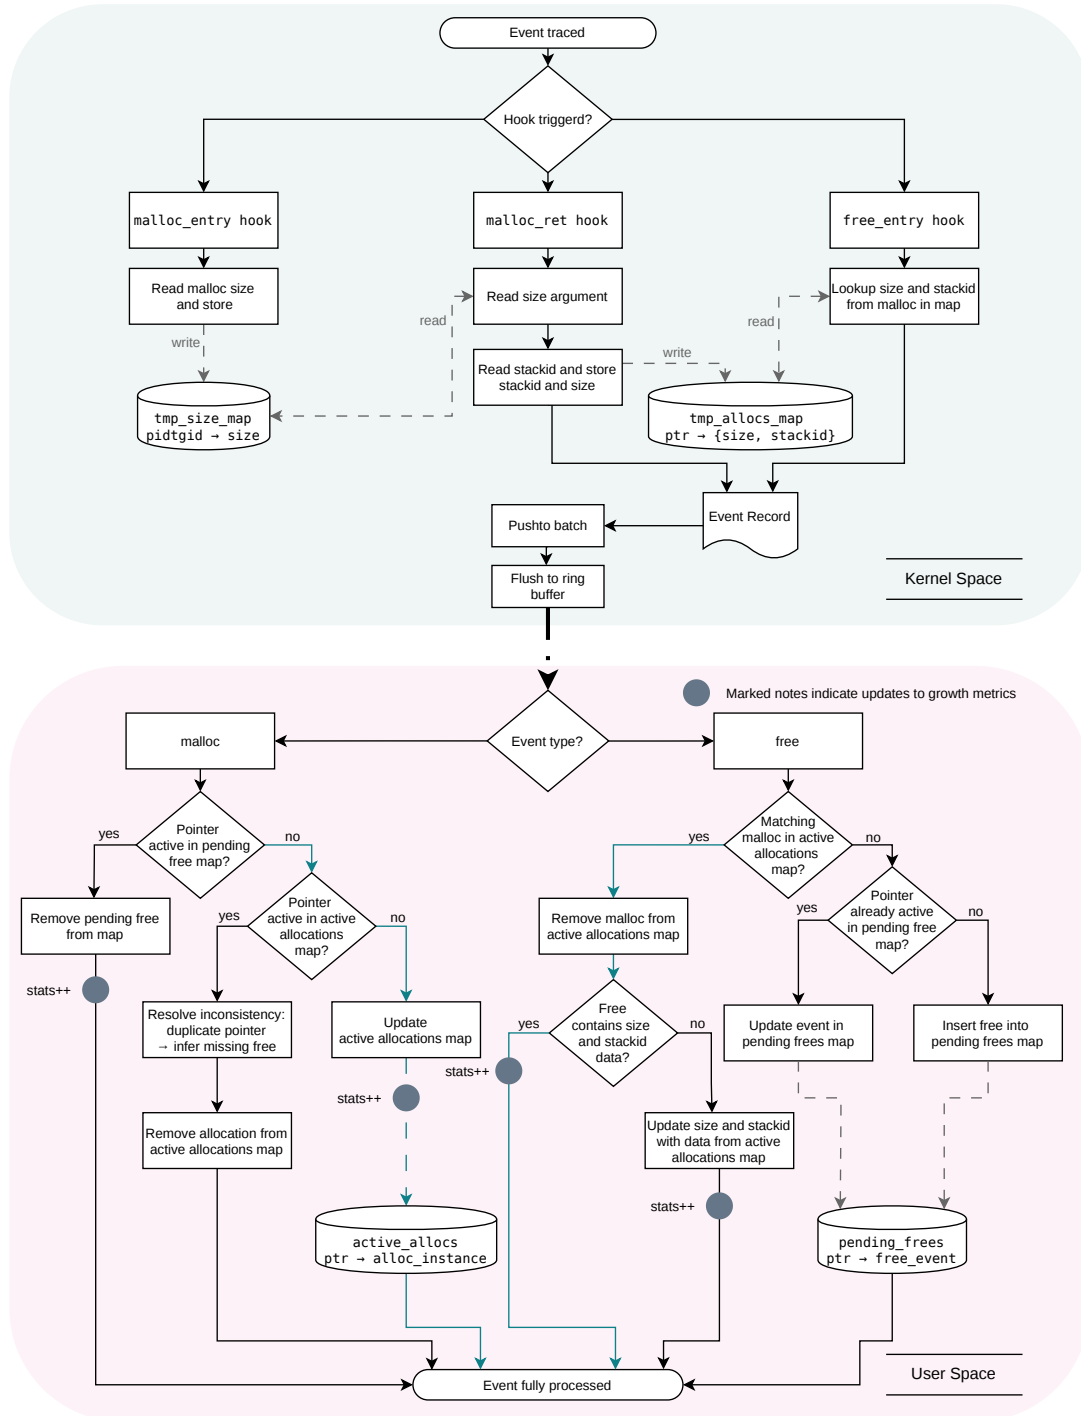 Event traced
Hook triggerd?
malloc_entry hook
malloc_ret hook
free_entry hook
Read malloc size
and store
Read size argument
Lookup size and stackid
from malloc in map
read
read
write
write
Read stackid and store
stackid and size
tmp_size_map
pidtgid → size
tmp_allocs_map
ptr → {size, stackid}
Event Record
Pushto batch
Flush to ring
buffer
Kernel Space
Marked notes indicate updates to growth metrics
malloc
Event type?
free
Pointer
active in pending
free map?
yes
no
Matching
malloc in active
allocations
map?
yes
no
Remove pending free
from map
stats++
Pointer
active in active
allocations
map?
yes
no
Remove malloc from
active allocations map
Pointer
already active
in pending free
map?
yes
no
Resolve inconsistency:
duplicate pointer
→ infer missing free
Update
active allocations map
stats++
Free
contains size
and stackid
data?
yes
no
stats++
Update event in
pending frees map
Insert free into
pending frees map
Remove allocation from
active allocations map
Update size and stackid
with data from active
allocations map
stats++
active_allocs
ptr → alloc_instance
pending_frees
ptr → free_event
Event fully processed
User Space